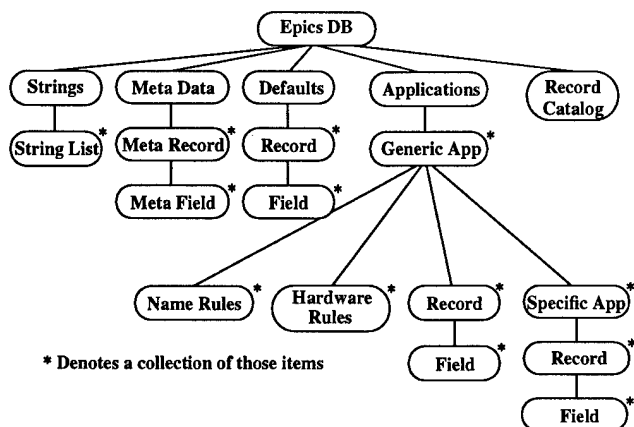 Epics DB
Strings
Meta Data
Defaults
Applications
Record
Catalog
String List*
Meta Record*
Record*
Generic App*
Meta Field*
Field*
Name Rules*
Hardware*
Rules
Record*
Specific App*
* Denotes a collection of those items
Field*
Record*
Field*